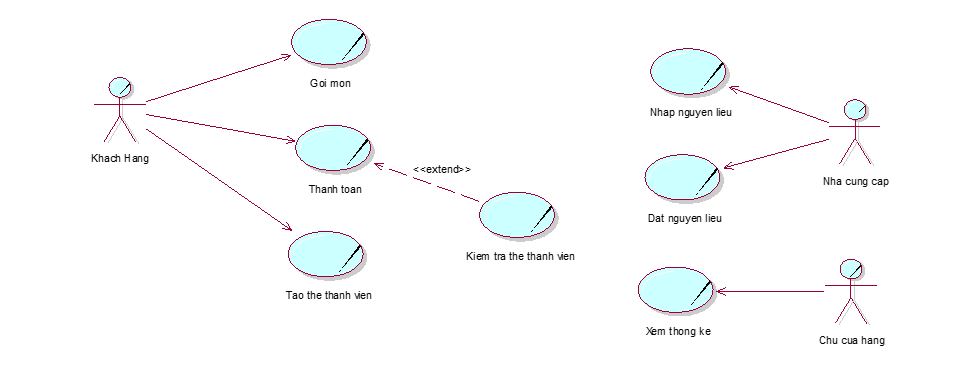 Goi mon
Khach Hang
Thanh toan
<<extend>>
Kiem tra the thanh vien
Tao the thanh vien
Nhap nguyen lieu
Nha cung cap
Dat nguyen lieu
Xem thong ke
Chu cua hang